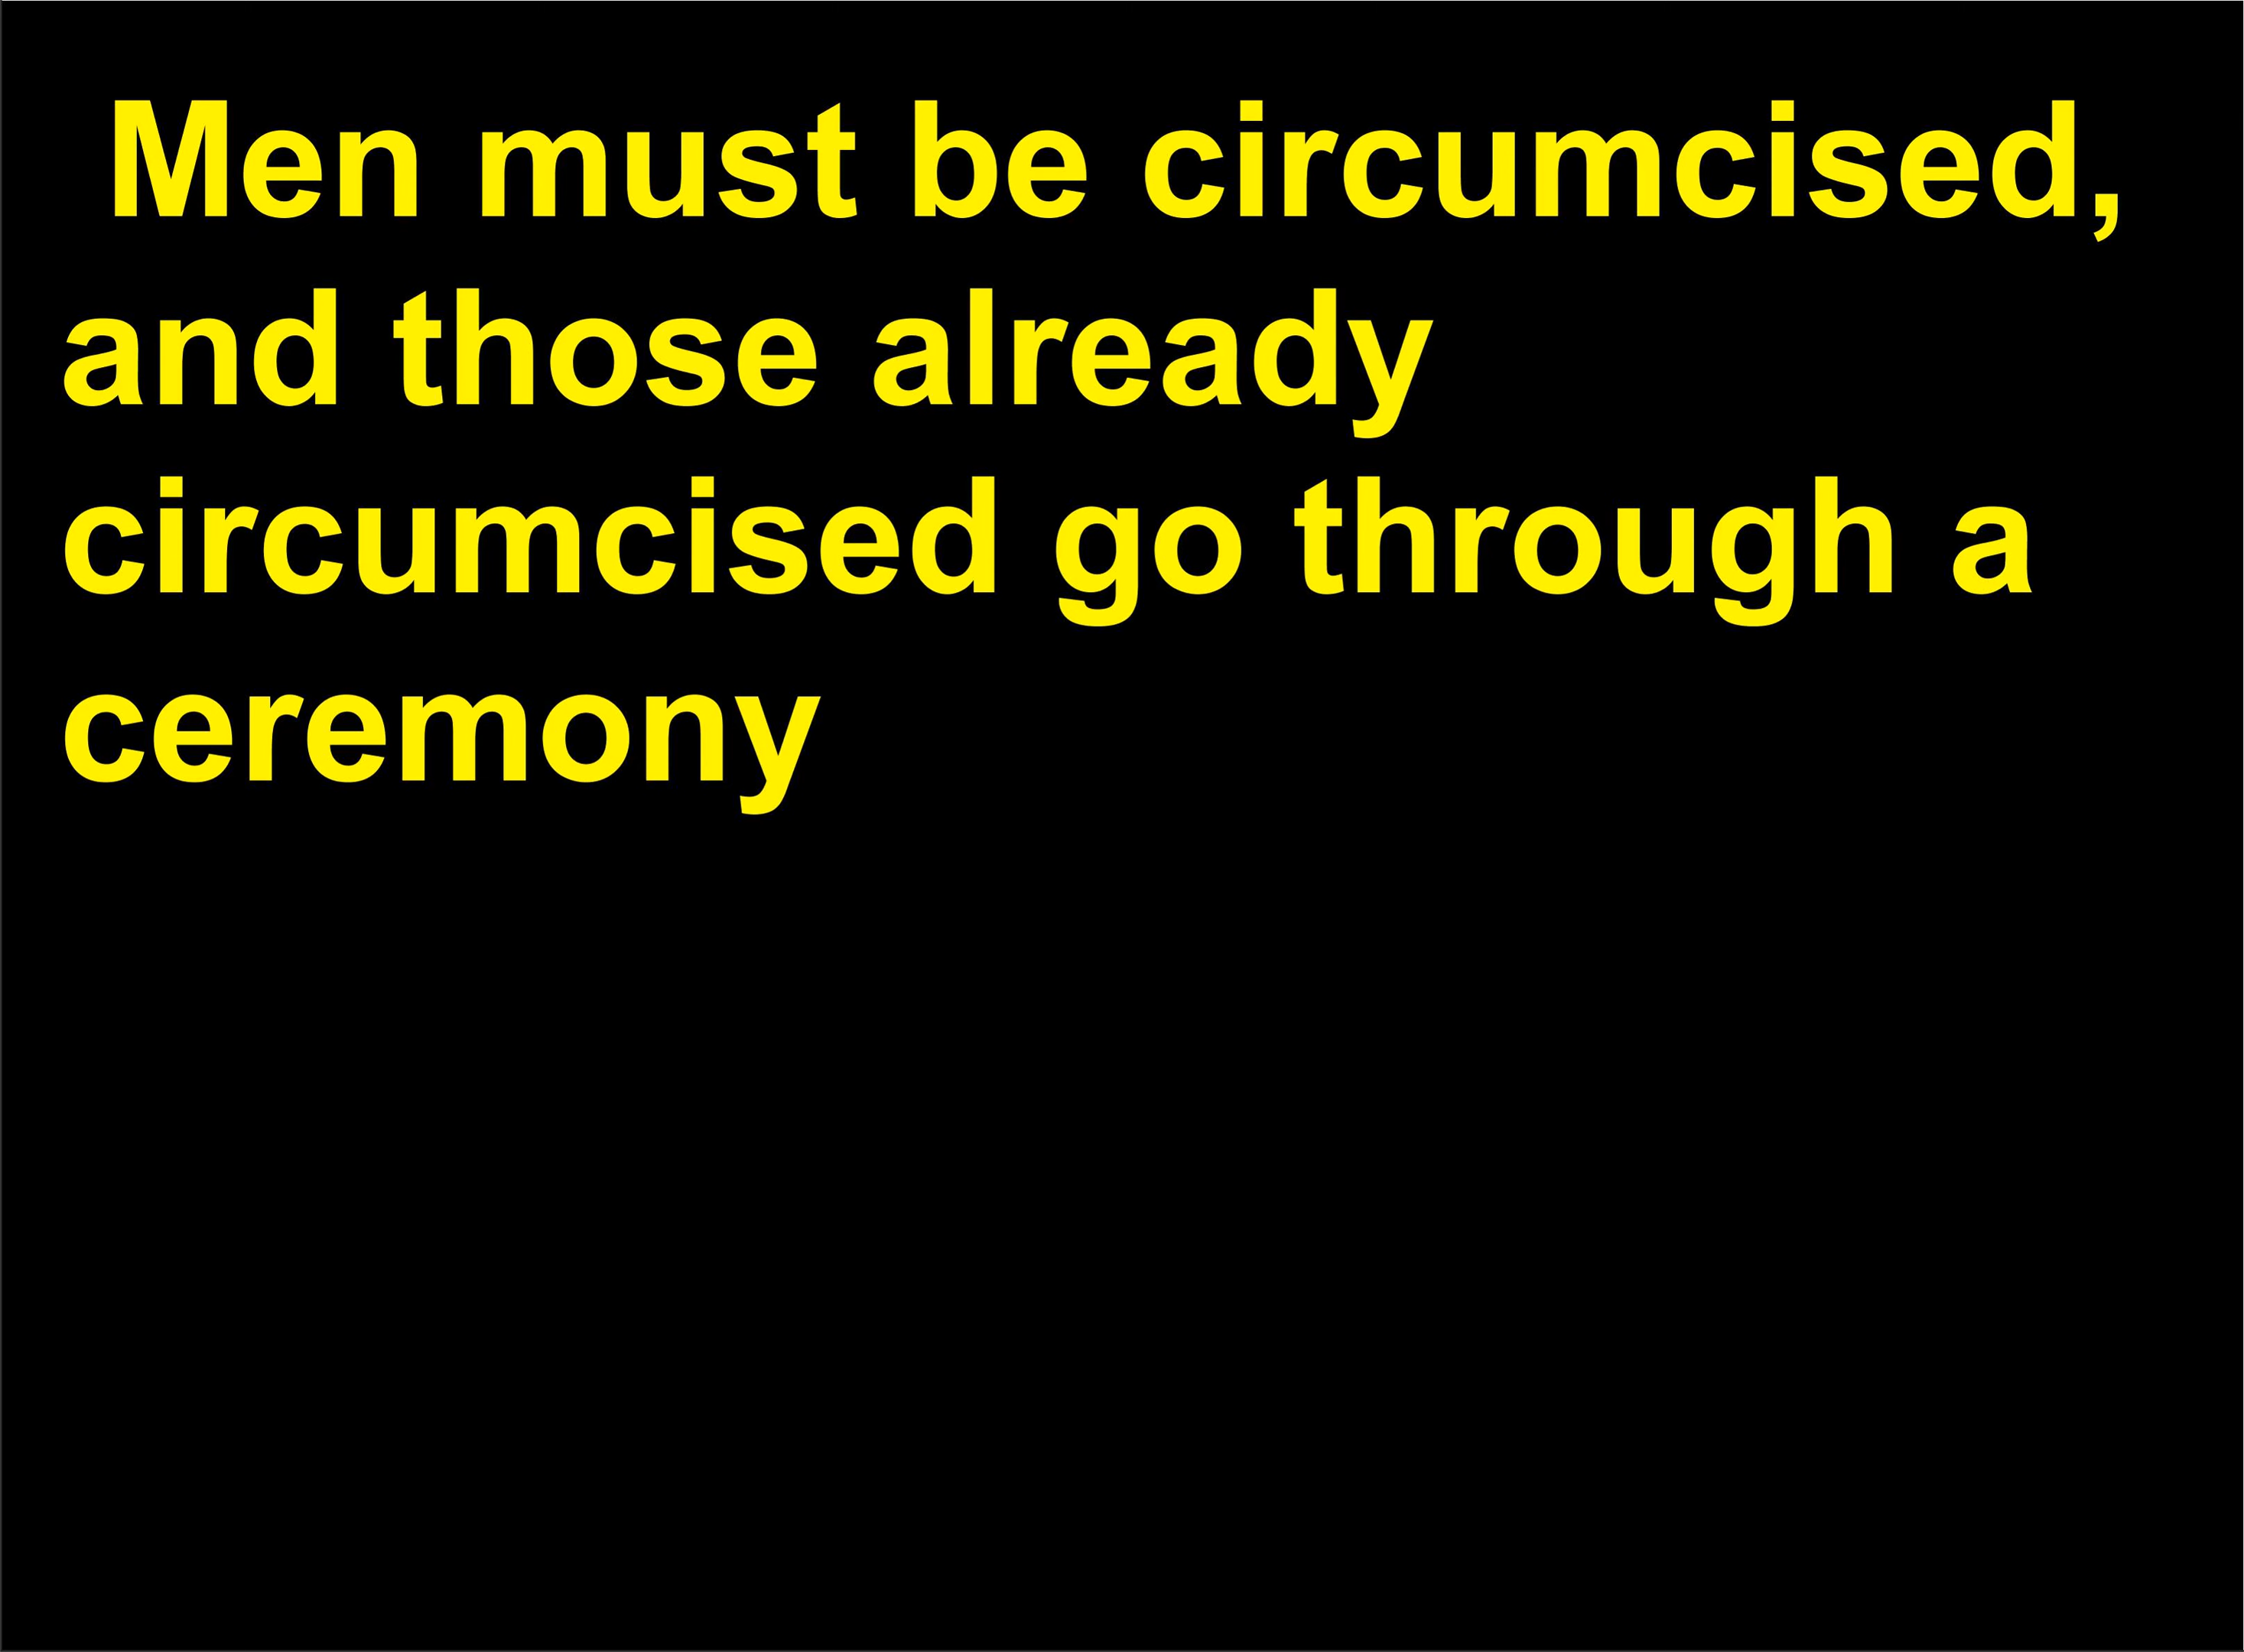 Men must be circumcised,
and those already
circumcised go through a
ceremony